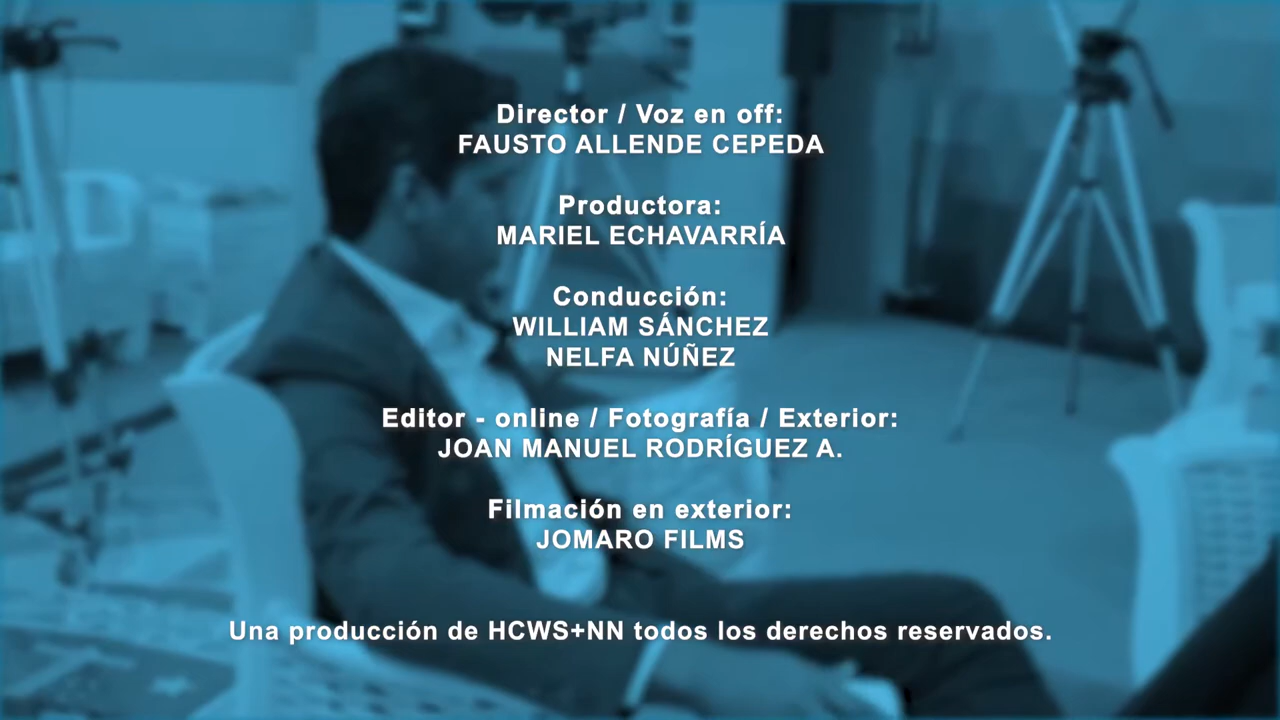 Director / Voz en off:
FAUSTO ALLENDE CEPEDA
Productora:
MARIEL ECHAVARRÍA
Conducción:
WILLIAM SÁNCHEZ
NELFA NÚÑEZ
Editor - online / Fotografía / Exterior:
JOAN MANUEL RODRÍGUEZ A.
Filmación en exterior:
JOMARO FILMS
Una producción de HCWS+NN todos los derechos reservados.